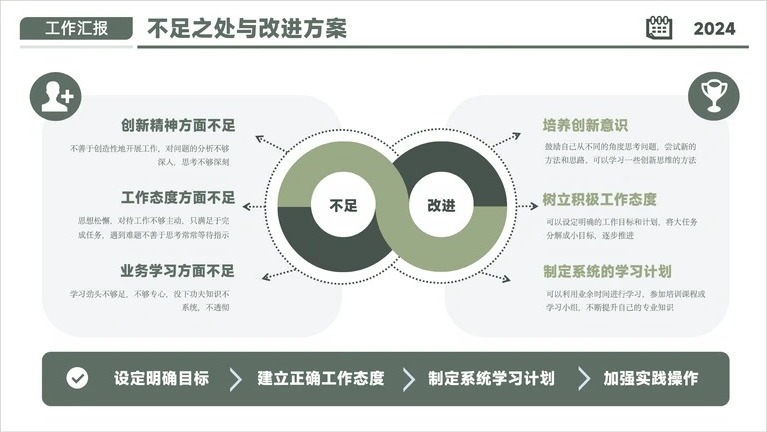 工作汇报
不足之处与改进方案
2024
创新精神方面不足
不善于创造性地开展工作，对问题的分析不够
深入，思考不够深刻
工作态度方面不足
思想松懈，对待工作不够主动，只满足于完
成任务，遇到难题不善于思考常常等待指示
业务学习方面不足
学习劲头不够足，不够专心，没下功夫知识不
系统，不透彻
不足
改进
培养创新意识
鼓励自己从不同的角度思考问题，尝试新的
方法和思路，可以学习一些创新思维的方法
树立积极工作态度
可以设定明确的工作目标和计划，将大任务
分解成小目标，逐步推进
制定系统的学习计划
可以利用业余时间进行学习，参加培训课程或
学习小组，不断提升自己的专业知识
设定明确目标
建立正确工作态度
制定系统学习计划
加强实践操作